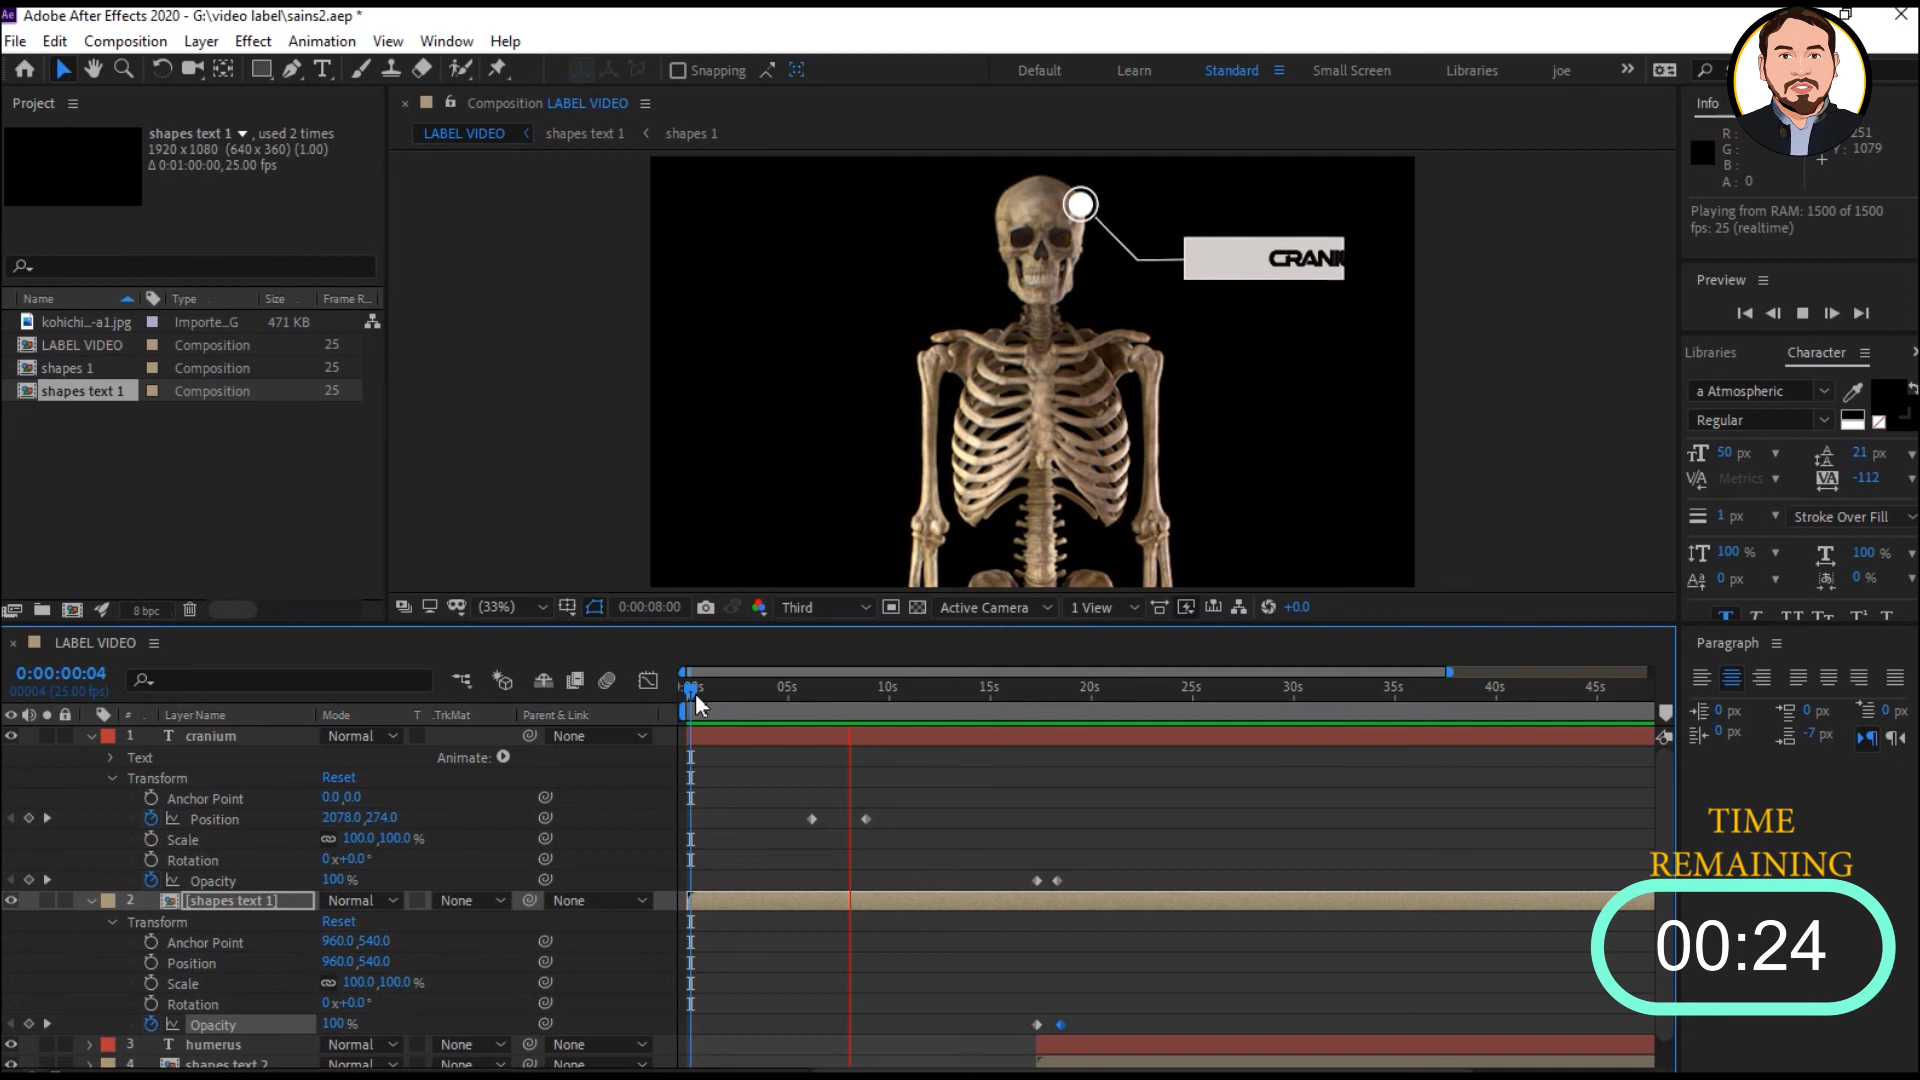 Adobe After Effects 2020 - G:\video label\sains2.aep *
File Edit Composition Layer Effect Animation View Window Help
Snapping Default Learn Standard Small Screen Libraries joe
Project
Composition LABEL VIDEO
Info
shapes text 1 , used 2 times
1920 x 1080 (640 x 360) (1.00)
Δ 0:01:00:00, 25.00 fps
LABEL VIDEO shapes text 1 shapes 1
R : 251
G : Y : 1079
B :
A : 0
Playing from RAM: 1500 of 1500
fps: 25 (realtime)
CRANI
Preview
Name Type Size Frame R...
kohichi_-a1.jpg Importe_G 471 KB
LABEL VIDEO Composition 25
shapes 1 Composition 25
shapes text 1 Composition 25
Libraries Character
a Atmospheric
Regular
50 px 21 px
Metrics -112
1 px Stroke Over Fill
100 % 100 %
0 px 0 %
8 bpc
(33%) 0:00:08:00 Third Active Camera 1 View +0.0
LABEL VIDEO
Paragraph
0:00:00:04
00004 (25.00 fps)
05s 10s 15s 20s 25s 30s 35s 40s 45s
0 px 0 px 0 px
0 px -7 px
# Layer Name Mode T .TrkMat Parent & Link
1 T cranium Normal None
Text Animate:
Transform Reset
Anchor Point 0.0,0.0
Position 2078.0,274.0
Scale 100.0,100.0 %
Rotation 0x+0.0°
Opacity 100 %
2 [shapes text 1] Normal None None
Transform Reset
Anchor Point 960.0,540.0
Position 960.0,540.0
Scale 100.0,100.0 %
Rotation 0x+0.0°
Opacity 100 %
3 T humerus Normal None None
4 shapes text 2 Normal None None
TIME
REMAINING
00:24